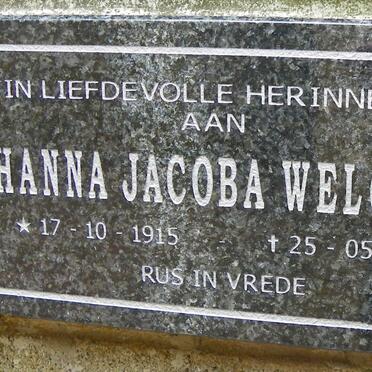 IN LIEFDEVOLLE HERINNE
AAN
HANNA JACOBA WEL
★ 17 - 10 - 1915 - † 25 - 05
RUS IN VREDE